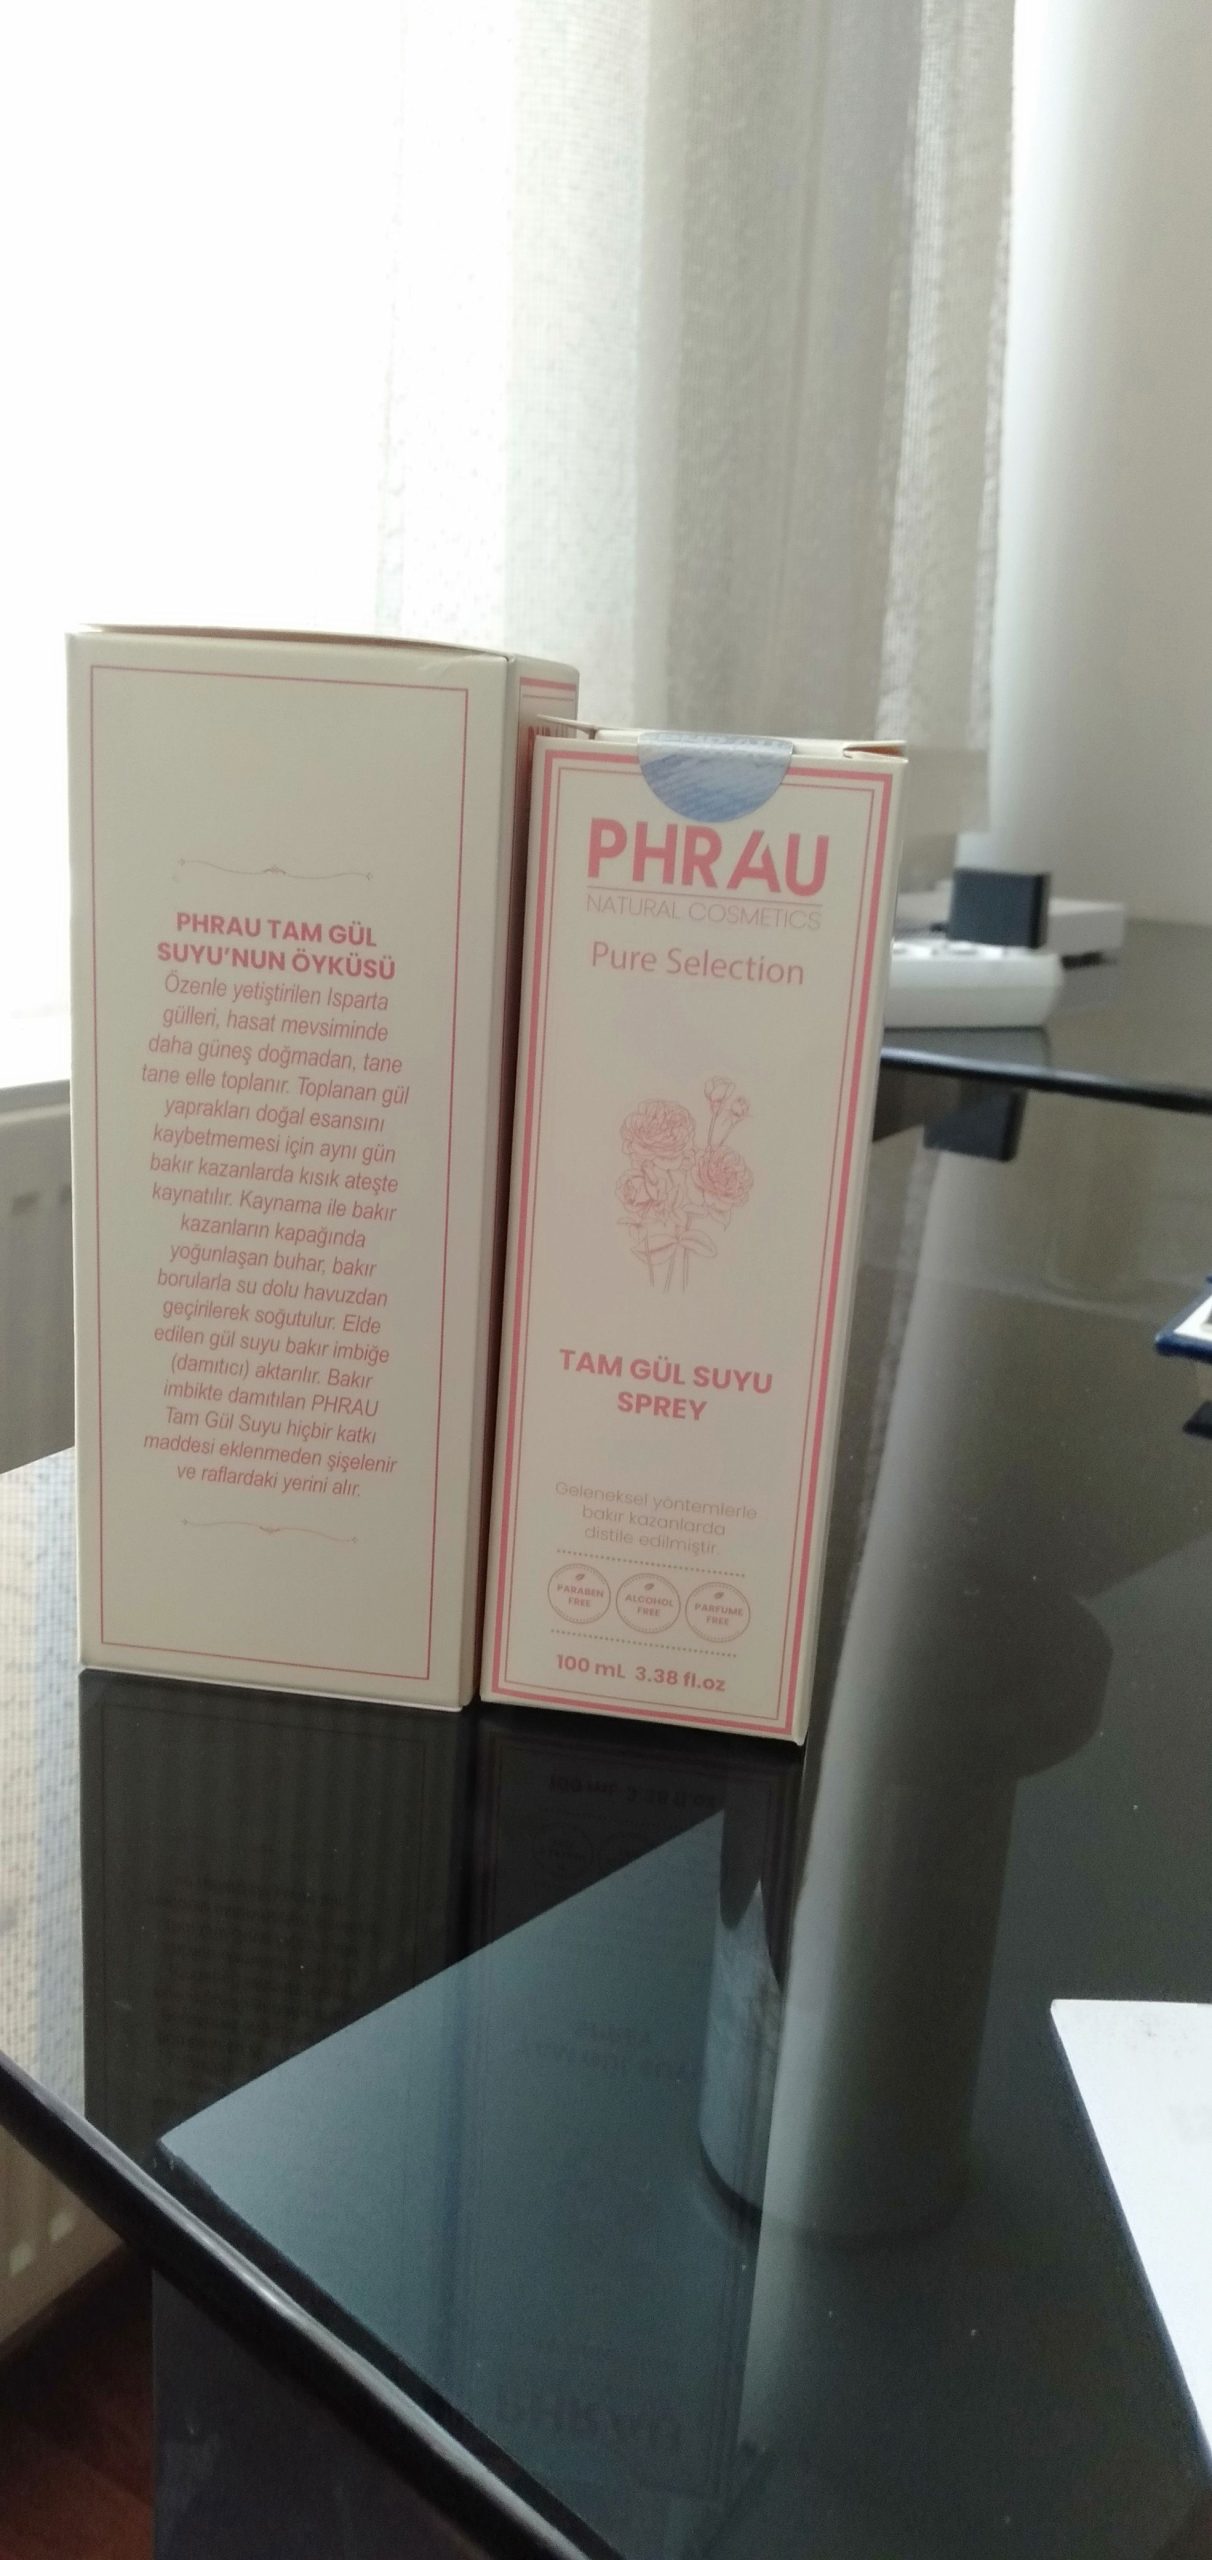 PHRAU TAM GÜL
SUYU'NUN ÖYKÜSÜ
Özenle yetiştirilen Isparta
gülleri, hasat mevsiminde
daha güneş doğmadan, tane
tane elle toplanır. Toplanan gül
yaprakları doğal esansını
kaybetmemesi için aynı gün
bakır kazanlarda kısık ateşte
kaynatılır. Kaynama ile bakır
kazanların kapağında
yoğunlaşan buhar, bakır
borularla su dolu havuzdan
geçirilerek soğutulur. Elde
edilen gül suyu bakır imbiğe
(damıtıcı) aktarılır. Bakır
imbikte damıtılan PHRAU
Tam Gül Suyu hiçbir katkı
maddesi eklenmeden şişelenir
ve raflardaki yerini alır.
PHRAU
NATURAL COSMETICS
Pure Selection
TAM GÜL SUYU
SPREY
Geleneksel yöntemlerle
bakır kazanlarda
distile edilmiştir.
PARABEN
FREE
ALCOHOL
FREE
PARFUME
FREE
100 mL 3.38 fl.oz